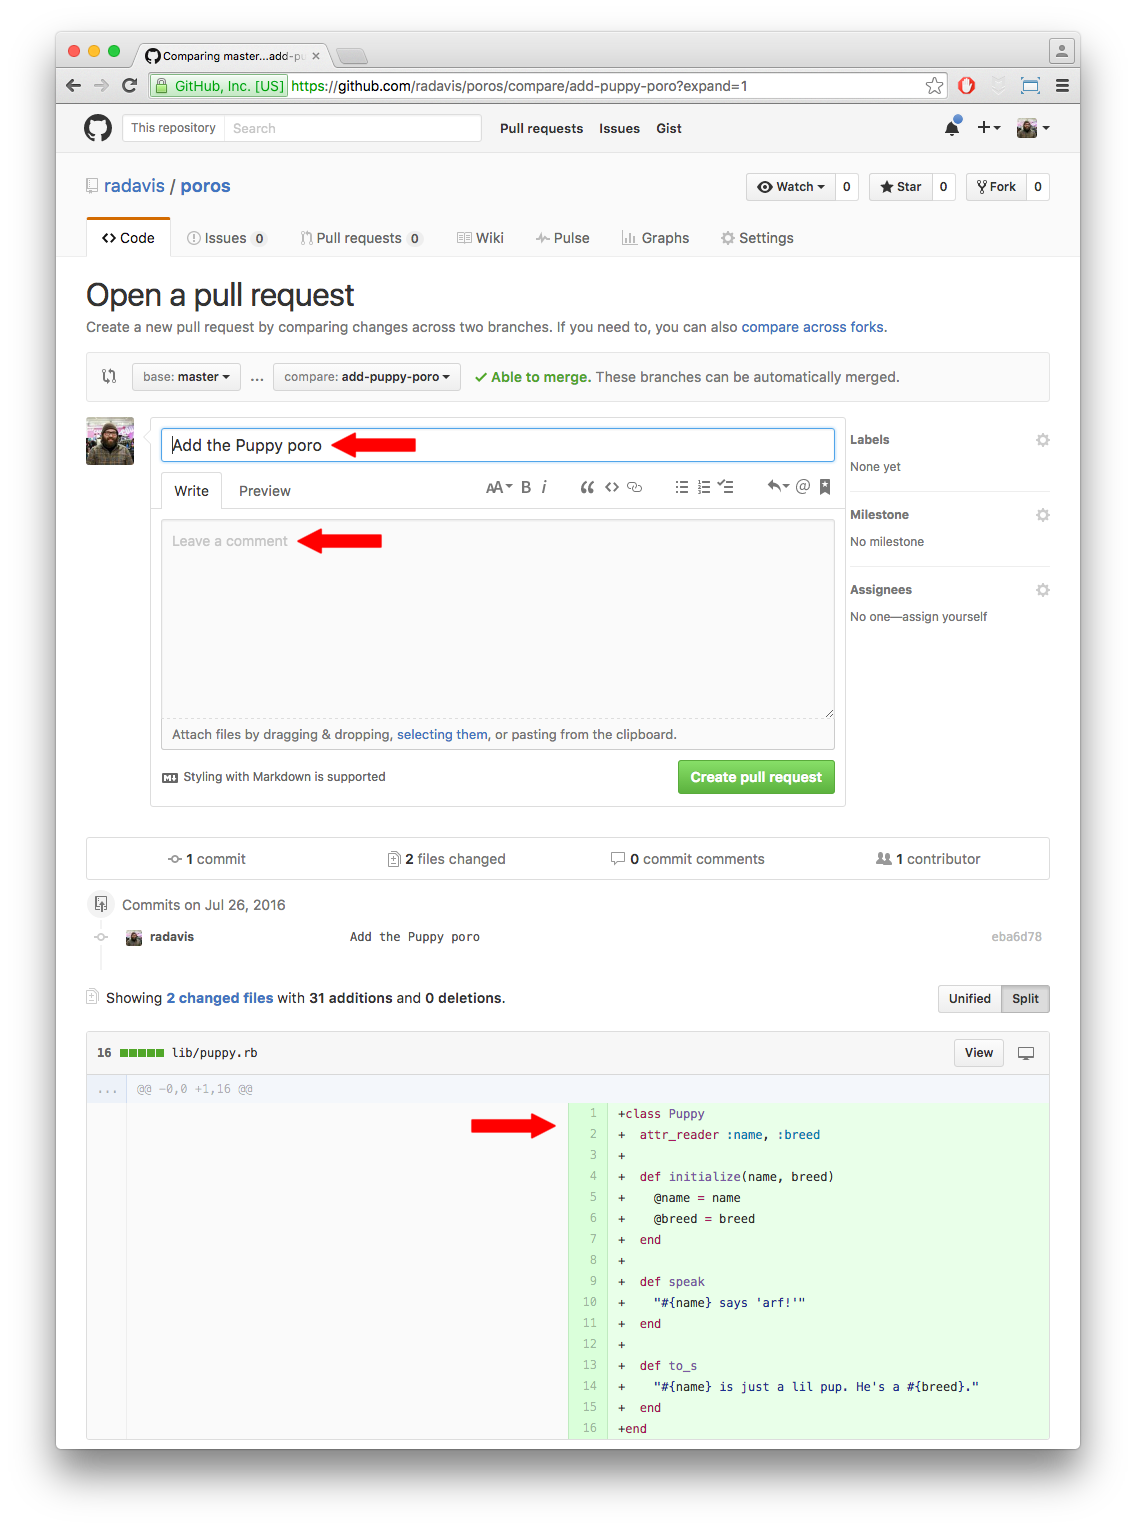 Comparing master...add-pu
GitHub, Inc. [US] https://github.com/radavis/poros/compare/add-puppy-poro?expand=1
This repository Search Pull requests Issues Gist
radavis / poros
Watch 0 Star 0 Fork 0
Code Issues 0 Pull requests 0 Wiki Pulse Graphs Settings
Open a pull request
Create a new pull request by comparing changes across two branches. If you need to, you can also compare across forks.
base: master ... compare: add-puppy-poro Able to merge. These branches can be automatically merged.
Add the Puppy poro
Labels
None yet
Write Preview AA B i
Milestone
No milestone
Leave a comment
Assignees
No one—assign yourself
Attach files by dragging & dropping, selecting them, or pasting from the clipboard.
Styling with Markdown is supported Create pull request
1 commit 2 files changed 0 commit comments 1 contributor
Commits on Jul 26, 2016
radavis Add the Puppy poro eba6d78
Showing 2 changed files with 31 additions and 0 deletions. Unified Split
16 lib/puppy.rb View
... @@ -0,0 +1,16 @@
1 +class Puppy
2 +  attr_reader :name, :breed
3 +
4 +  def initialize(name, breed)
5 +    @name = name
6 +    @breed = breed
7 +  end
8 +
9 +  def speak
10 +    "#{name} says 'arf!'"
11 +  end
12 +
13 +  def to_s
14 +    "#{name} is just a lil pup. He's a #{breed}."
15 +  end
16 +end